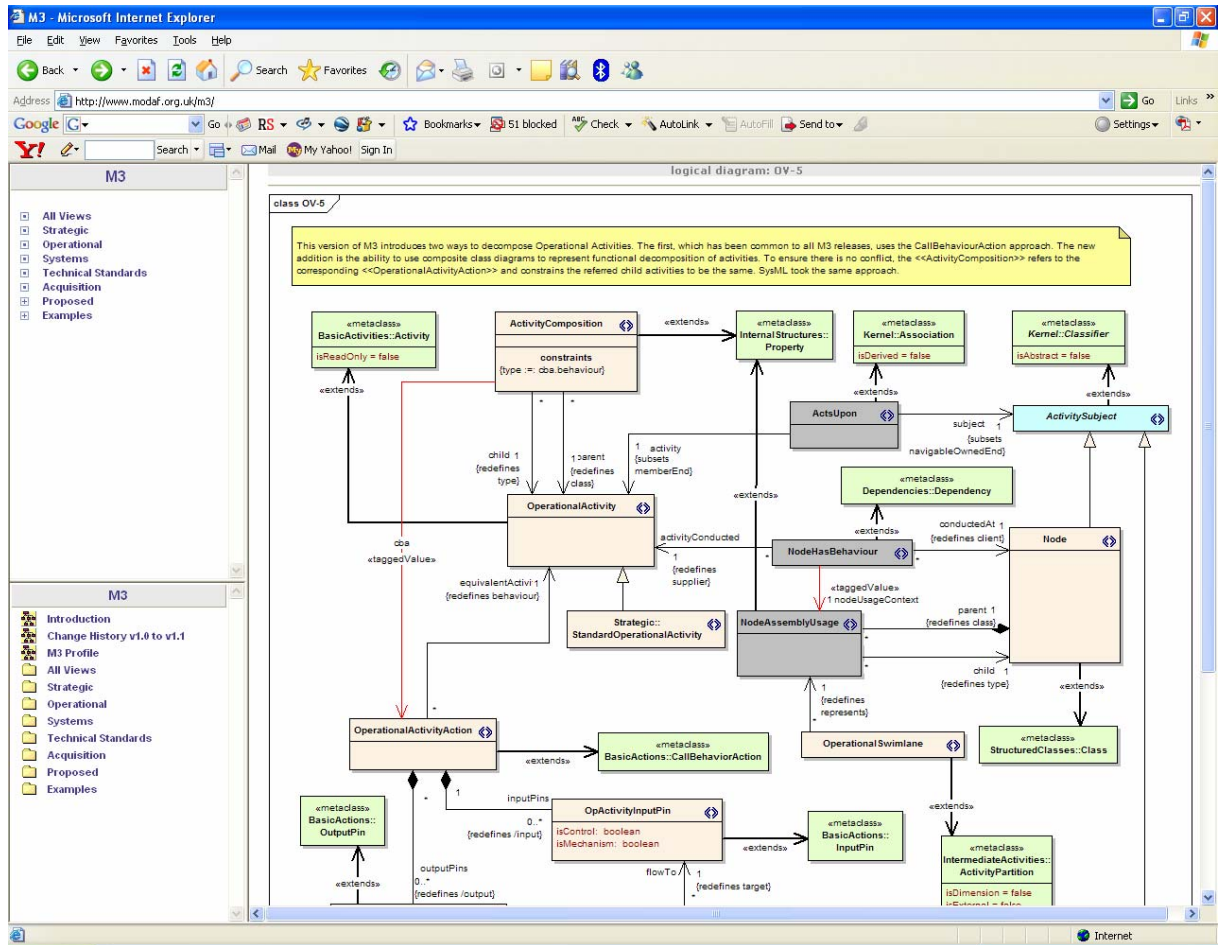 M3 - Microsoft Internet Explorer
File Edit View Favorites Tools Help
Back Search Favorites
Address http://www.modaf.org.uk/m3/ Go Links »
Google G Go RS Bookmarks 51 blocked ABC Check AutoLink AutoFill Send to Settings
Y! Search Mail My Yahoo! Sign In
M3
All Views
Strategic
Operational
Systems
Technical Standards
Acquisition
Proposed
Examples
M3
Introduction
Change History v1.0 to v1.1
M3 Profile
All Views
Strategic
Operational
Systems
Technical Standards
Acquisition
Proposed
Examples
logical diagram: OV-5
class OV-5
This version of M3 introduces two ways to decompose Operational Activities. The first, which has been common to all M3 releases, uses the CallBehaviourAction approach. The new
addition is the ability to use composite class diagrams to represent functional decomposition of activities. To ensure there is no conflict, the <<ActivityComposition>> refers to the
corresponding <<OperationalActivityAction>> and constrains the referred child activities to be the same. SysML took the same approach.
«metaclass»
BasicActivities::Activity
isReadOnly = false
«extends»
ActivityComposition
constraints
{type :=: cba.behaviour}
«extends»
«metaclass»
InternalStructures::
Property
«metaclass»
Kernel::Association
isDerived = false
«extends»
«metaclass»
Kernel::Classifier
isAbstract = false
«extends»
ActsUpon
subject 1
{subsets
navigableOwnedEnd}
ActivitySubject
* *
child 1
{redefines
type}
1 parent
{redefines
class}
1 activity
{subsets
memberEnd}
«extends»
«metaclass»
Dependencies::Dependency
«extends»
OperationalActivity
activityConducted
1
{redefines
supplier}
*
NodeHasBehaviour
*
conductedAt 1
{redefines client}
Node
cba
«taggedValue»
equivalentActivi 1
{redefines behaviour}
«taggedValue»
1 nodeUsageContext
Strategic::
StandardOperationalActivity
NodeAssemblyUsage
*
parent 1
{redefines class}
*
child 1
{redefines type}
«extends»
1
{redefines
represents}
*
*
OperationalActivityAction
«extends»
«metaclass»
BasicActions::CallBehaviorAction
OperationalSwimlane
«metaclass»
StructuredClasses::Class
«extends»
* 1
inputPins
0..*
{redefines /input}
OpActivityInputPin
isControl: boolean
isMechanism: boolean
«extends»
«metaclass»
BasicActions::
InputPin
«metaclass»
BasicActions::
OutputPin
«extends»
outputPins
0..*
{redefines /output}
flowTo 1
{redefines target}
*
«metaclass»
IntermediateActivities::
ActivityPartition
isDimension = false
isExternal = false
Internet